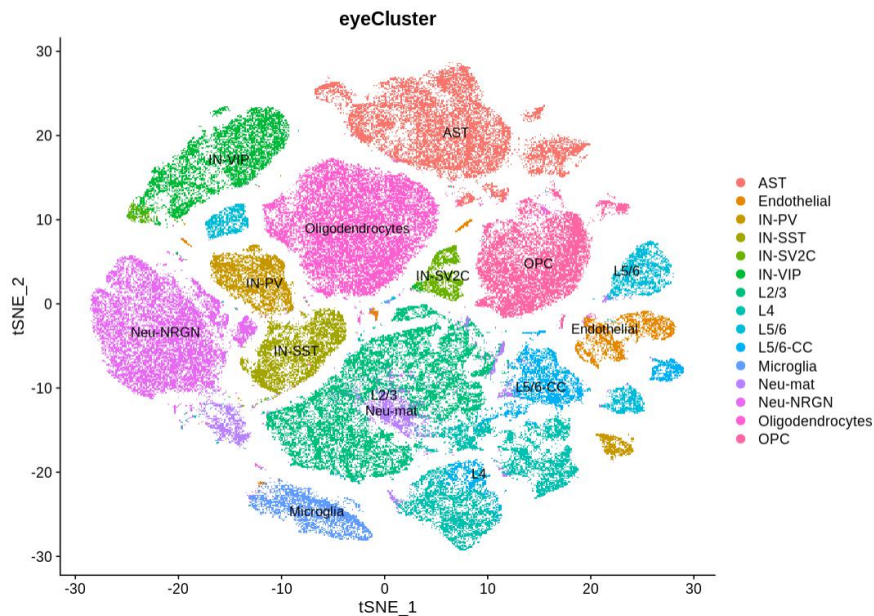 eyeCluster
30
20
10
0
-10
-20
-30
tSNE_2
-30
-20
-10
0
10
20
30
tSNE_1
AST
IN-VIP
Oligodendrocytes
OPC
L5/6
IN-SV2C
IN-PV
Neu-NRGN
Endothelial
IN-SST
L5/6-CC
L2/3
Neu-mat
L4
Microglia
AST
Endothelial
IN-PV
IN-SST
IN-SV2C
IN-VIP
L2/3
L4
L5/6
L5/6-CC
Microglia
Neu-mat
Neu-NRGN
Oligodendrocytes
OPC